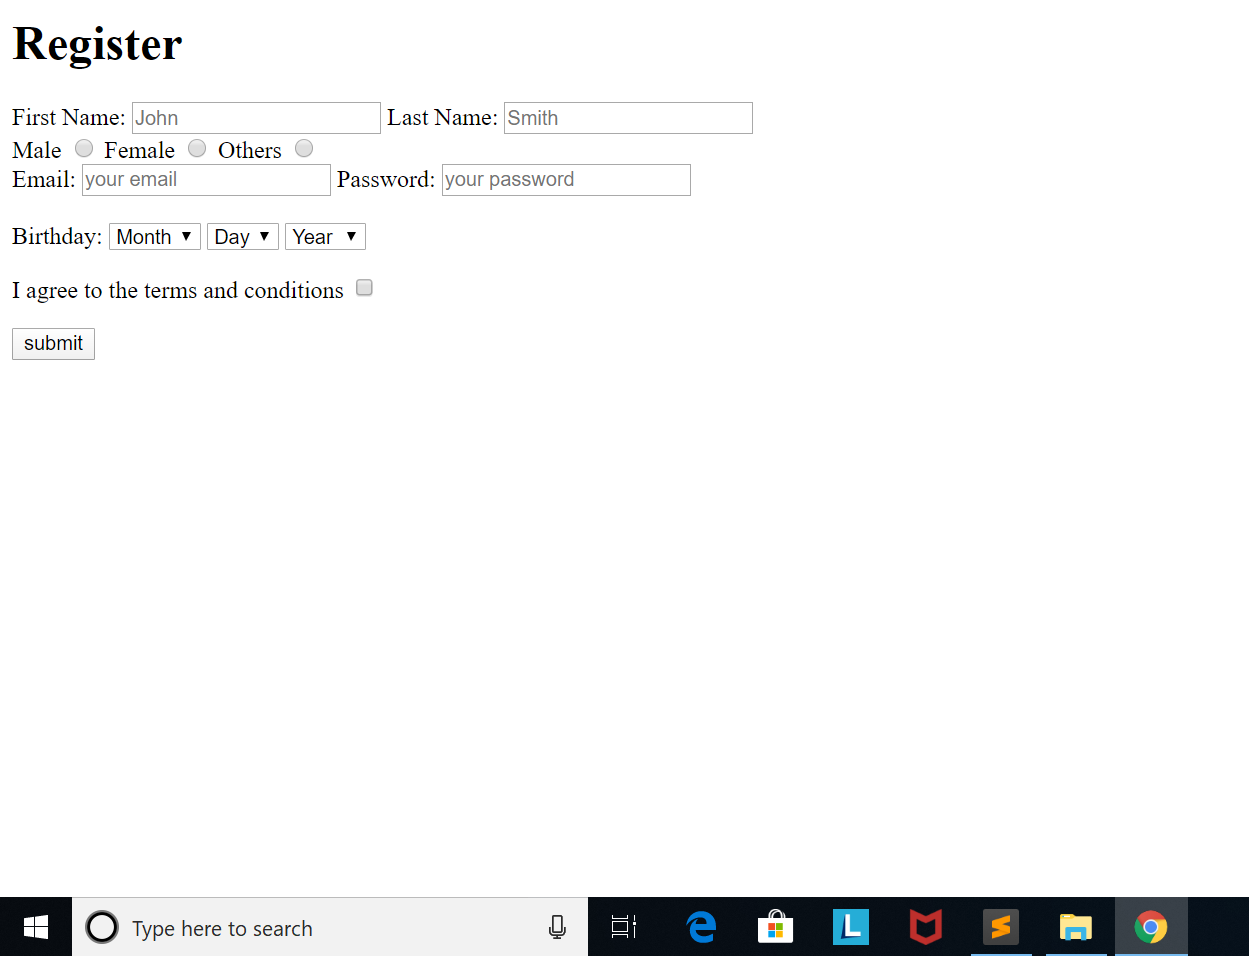 Register
First Name: John Last Name: Smith
Male Female Others
Email: your email Password: your password
Birthday: Month Day Year
I agree to the terms and conditions
submit
Type here to search
L